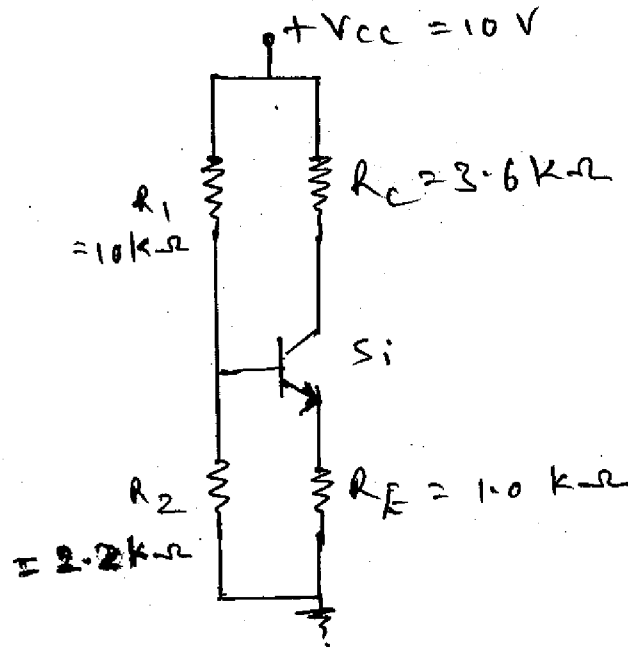 + Vcc = 10 V
R1
= 10 kΩ
Rc = 3.6 kΩ
Si
R2
= 2.2 kΩ
RE = 1.0 kΩ